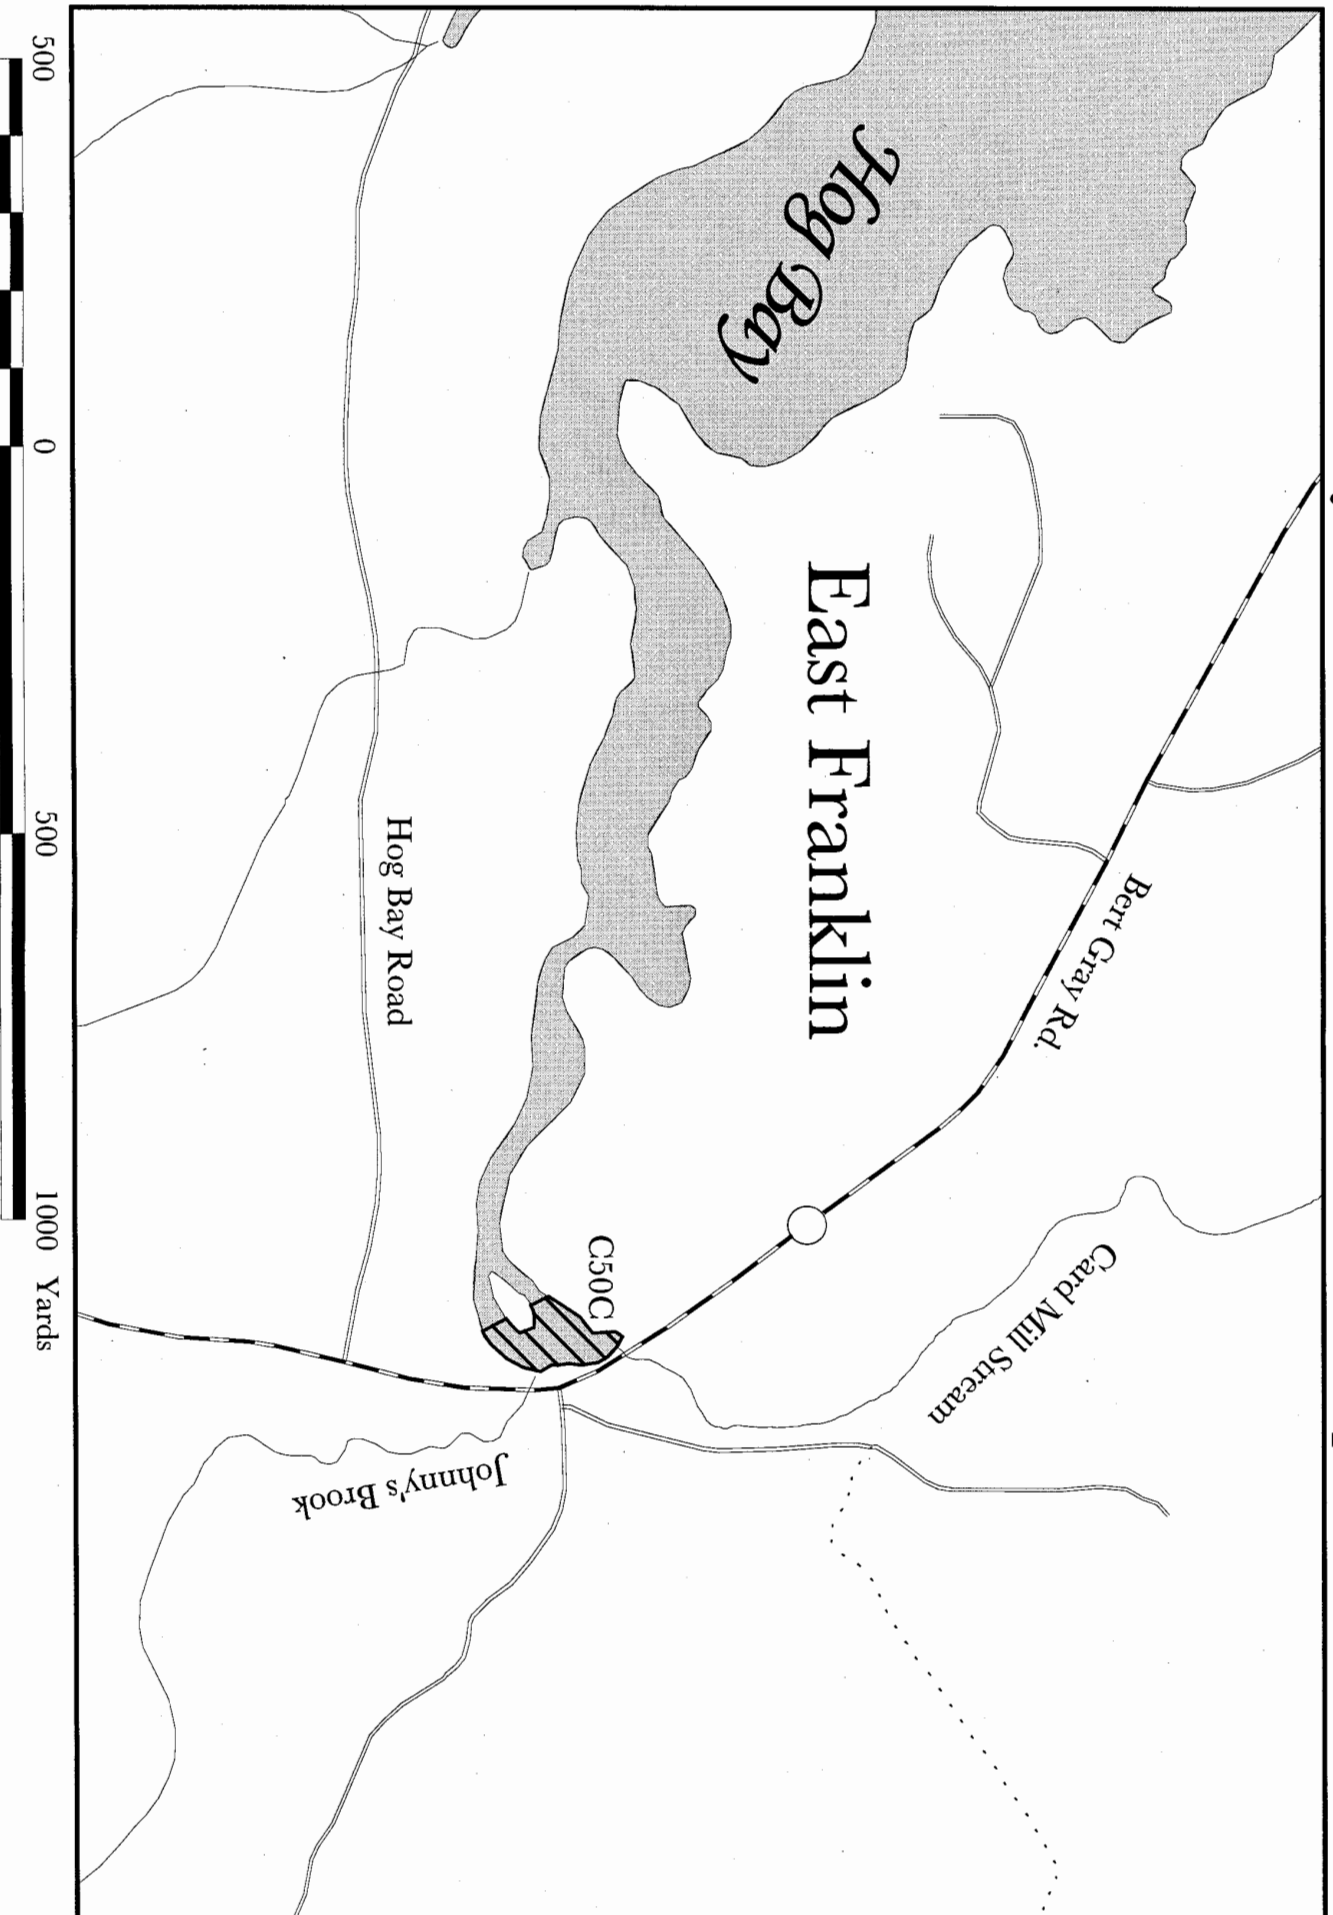 Hog Bay
East Franklin
Bert Gray Rd.
Card Mill Stream
C50C
Hog Bay Road
Johnny's Brook
500 0 500 1000 Yards